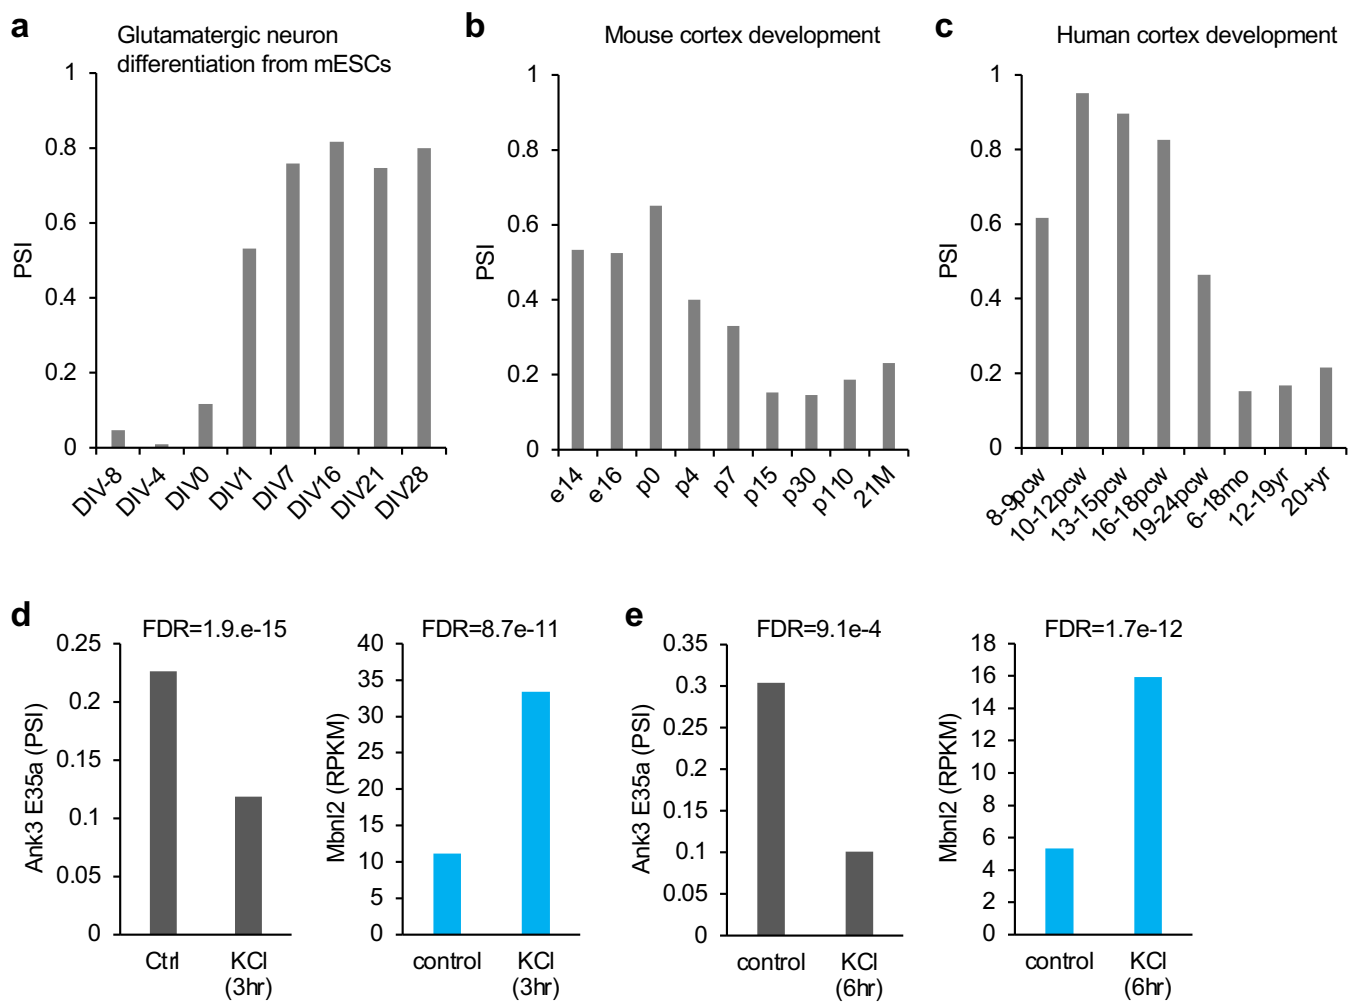 a
Glutamatergic neuron
differentiation from mESCs
PSI
1
0.8
0.6
0.4
0.2
0
DIV-8
DIV-4
DIV0
DIV1
DIV7
DIV16
DIV21
DIV28
b
Mouse cortex development
PSI
1
0.8
0.6
0.4
0.2
0
e14
e16
p0
p4
p7
p15
p30
p110
21M
c
Human cortex development
PSI
1
0.8
0.6
0.4
0.2
0
8-9pcw
10-12pcw
13-15pcw
16-18pcw
19-24pcw
6-18mo
12-19yr
20+yr
d
FDR=1.9.e-15
Ank3 E35a (PSI)
0.25
0.2
0.15
0.1
0.05
0
Ctrl
KCl
(3hr)
FDR=8.7e-11
Mbnl2 (RPKM)
40
35
30
25
20
15
10
5
0
control
KCl
(3hr)
e
FDR=9.1e-4
Ank3 E35a (PSI)
0.35
0.3
0.25
0.2
0.15
0.1
0.05
0
control
KCl
(6hr)
FDR=1.7e-12
Mbnl2 (RPKM)
18
16
14
12
10
8
6
4
2
0
control
KCl
(6hr)